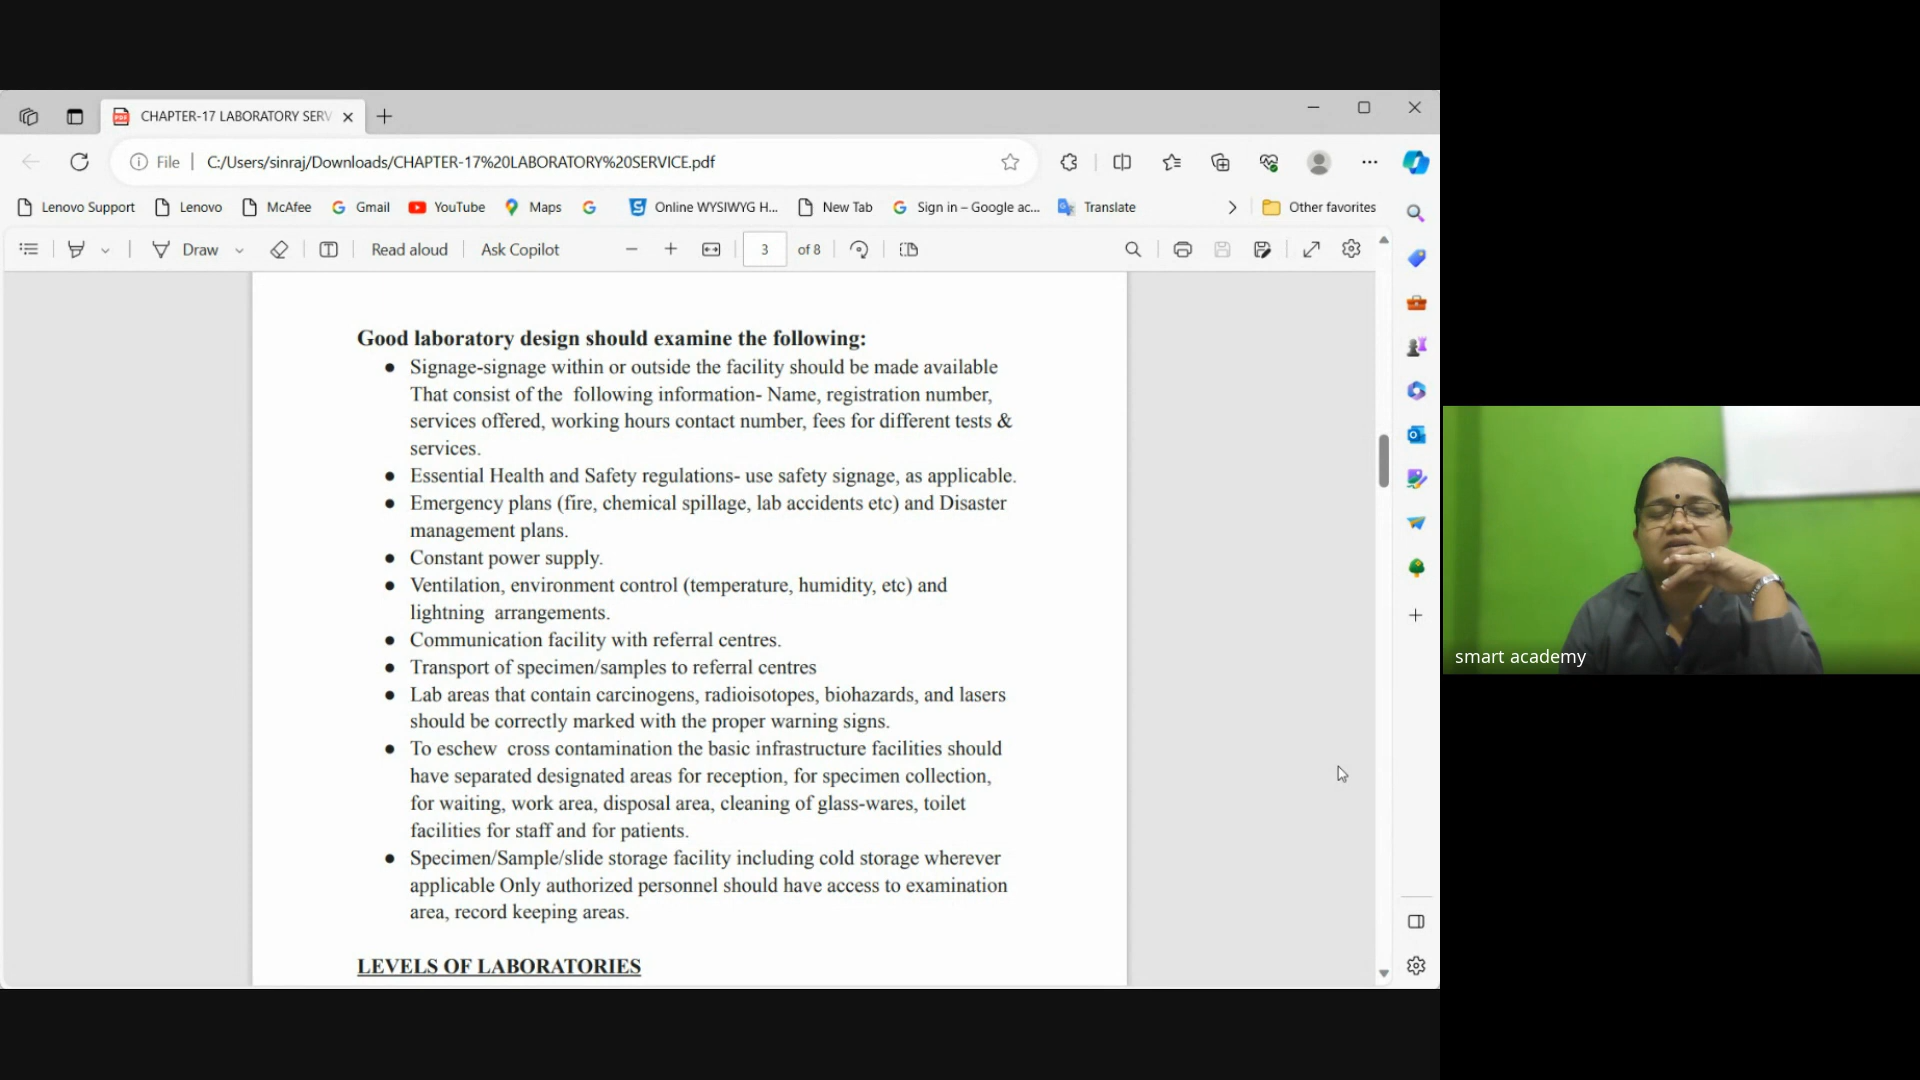 CHAPTER-17 LABORATORY SERV
File
C:/Users/sinraj/Downloads/CHAPTER-17%20LABORATORY%20SERVICE.pdf
Lenovo Support Lenovo McAfee Gmail YouTube Maps Online WYSIWYG H... New Tab Sign in – Google ac... Translate Other favorites
Draw Read aloud Ask Copilot 3 of 8
Good laboratory design should examine the following:
● Signage-signage within or outside the facility should be made available
That consist of the following information- Name, registration number,
services offered, working hours contact number, fees for different tests &
services.
● Essential Health and Safety regulations- use safety signage, as applicable.
● Emergency plans (fire, chemical spillage, lab accidents etc) and Disaster
management plans.
● Constant power supply.
● Ventilation, environment control (temperature, humidity, etc) and
lightning arrangements.
● Communication facility with referral centres.
● Transport of specimen/samples to referral centres
● Lab areas that contain carcinogens, radioisotopes, biohazards, and lasers
should be correctly marked with the proper warning signs.
● To eschew cross contamination the basic infrastructure facilities should
have separated designated areas for reception, for specimen collection,
for waiting, work area, disposal area, cleaning of glass-wares, toilet
facilities for staff and for patients.
● Specimen/Sample/slide storage facility including cold storage wherever
applicable Only authorized personnel should have access to examination
area, record keeping areas.
LEVELS OF LABORATORIES
smart academy